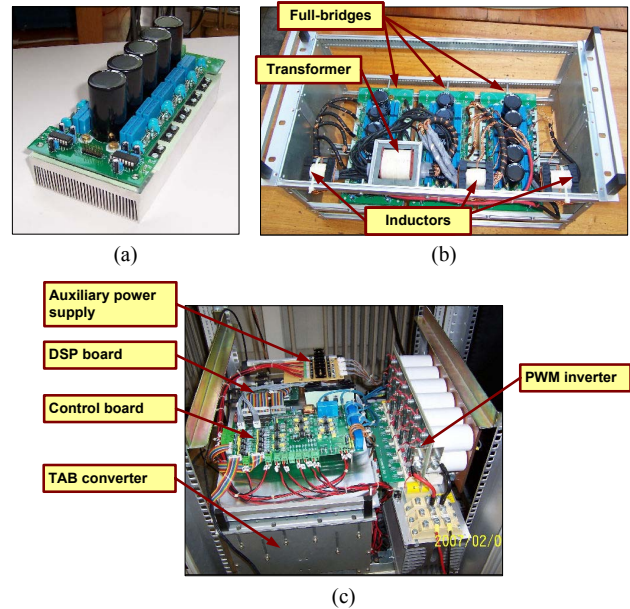 Full-bridges
Transformer
Inductors
(a)
(b)
Auxiliary power
supply
DSP board
Control board
TAB converter
PWM inverter
2007/02/0
(c)